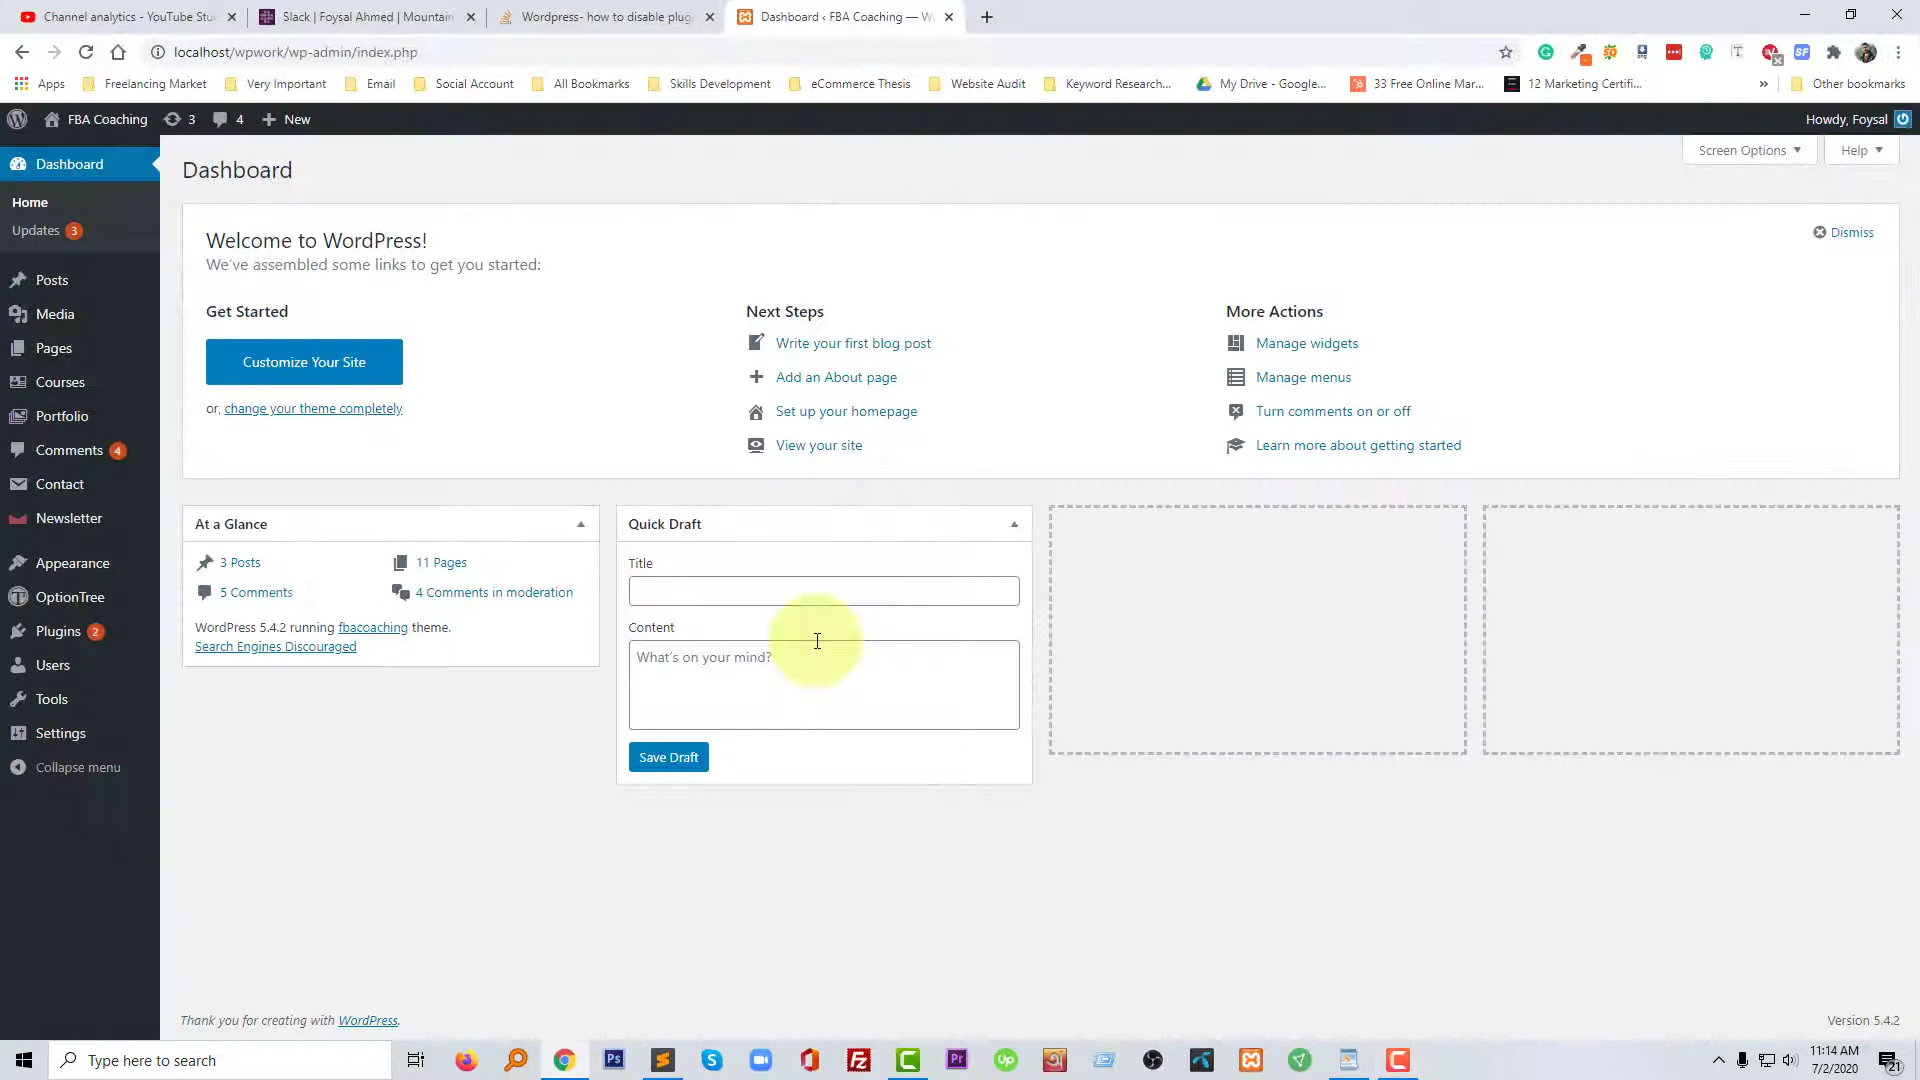 Channel analytics - YouTube Stu
Slack | Foysal Ahmed | Mountain
Wordpress- how to disable plug
Dashboard ‹ FBA Coaching — W
localhost/wpwork/wp-admin/index.php
Apps
Freelancing Market
Very Important
Email
Social Account
All Bookmarks
Skills Development
eCommerce Thesis
Website Audit
Keyword Research...
My Drive - Google...
33 Free Online Mar...
12 Marketing Certifi...
»
Other bookmarks
FBA Coaching
3
4
New
Howdy, Foysal
Dashboard
Home
Updates 3
Posts
Media
Pages
Courses
Portfolio
Comments 4
Contact
Newsletter
Appearance
OptionTree
Plugins 2
Users
Tools
Settings
Collapse menu
Dashboard
Screen Options
Help
Welcome to WordPress!
We've assembled some links to get you started:
Dismiss
Get Started
Customize Your Site
or, change your theme completely
Next Steps
Write your first blog post
Add an About page
Set up your homepage
View your site
More Actions
Manage widgets
Manage menus
Turn comments on or off
Learn more about getting started
At a Glance
3 Posts
11 Pages
5 Comments
4 Comments in moderation
WordPress 5.4.2 running fbacoaching theme.
Search Engines Discouraged
Quick Draft
Title
Content
What's on your mind?
Save Draft
Thank you for creating with WordPress.
Version 5.4.2
Type here to search
11:14 AM
7/2/2020
21